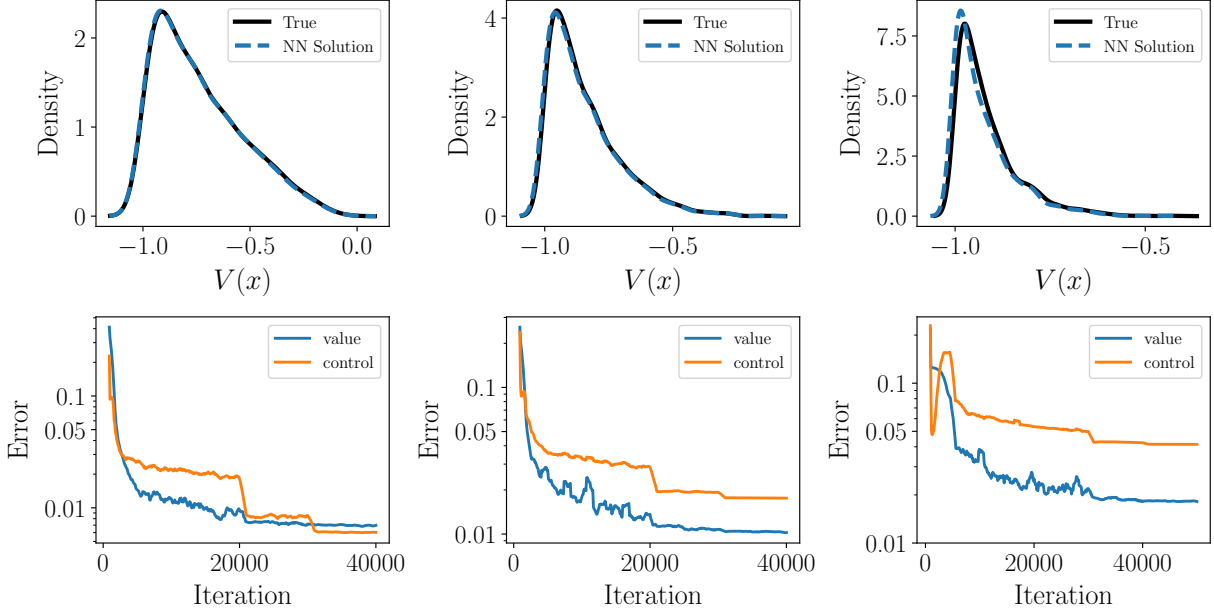 2
1
0
Density
True
NN Solution
−1.0
−0.5
0.0
V(x)
4
2
0
Density
True
NN Solution
−1.0
−0.5
V(x)
7.5
5.0
2.5
0.0
Density
True
NN Solution
−1.0
−0.5
V(x)
0.1
0.05
0.01
Error
value
control
0
20000
40000
Iteration
0.1
0.05
0.01
Error
value
control
0
20000
40000
Iteration
0.1
0.05
0.01
Error
value
control
0
20000
40000
Iteration